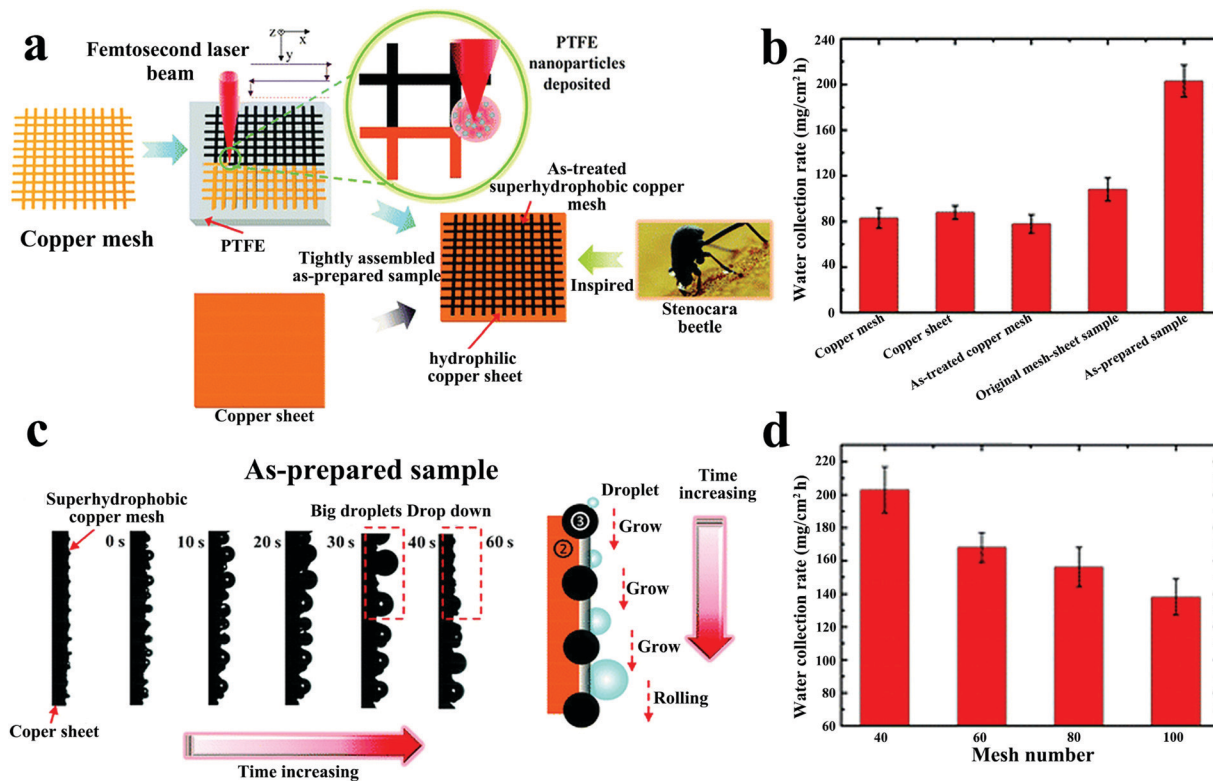 a
z
x
y
Femtosecond laser
beam
PTFE
nanoparticles
deposited
Copper mesh
PTFE
As-treated
superhydrophobic copper
mesh
Tightly assembled
as-prepared sample
Inspired
Stenocara
beetle
hydrophilic
copper sheet
Copper sheet
b
Water collection rate (mg/cm² h)
240
200
160
120
80
40
0
Copper mesh
Copper sheet
As-treated copper mesh
Original mesh-sheet sample
As-prepared sample
c
As-prepared sample
Superhydrophobic
copper mesh
Big droplets Drop down
0 s
10 s
20 s
30 s
40 s
60 s
Coper sheet
Time increasing
Droplet
③
②
Grow
Grow
Grow
Rolling
Time
increasing
d
Water collection rate (mg/cm² h)
220
200
180
160
140
120
100
80
60
40
60
80
100
Mesh number